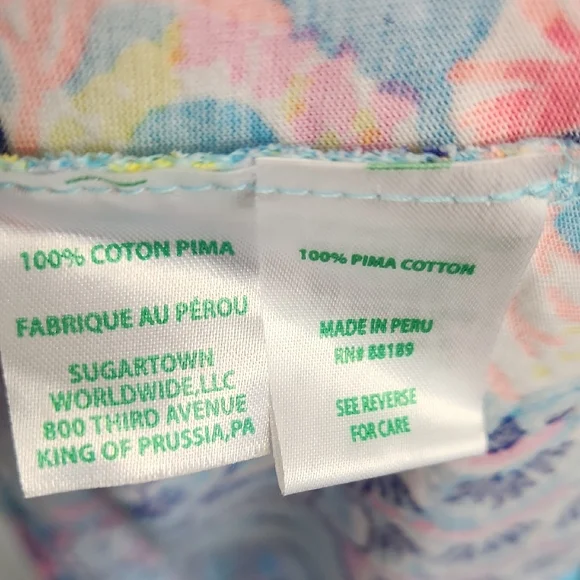 100% COTON PIMA
FABRIQUE AU PÉROU
SUGARTOWN
WORLDWIDE,LLC
800 THIRD AVENUE
KING OF PRUSSIA,PA
100% PIMA COTTON
MADE IN PERU
RN# 88189
SEE REVERSE
FOR CARE